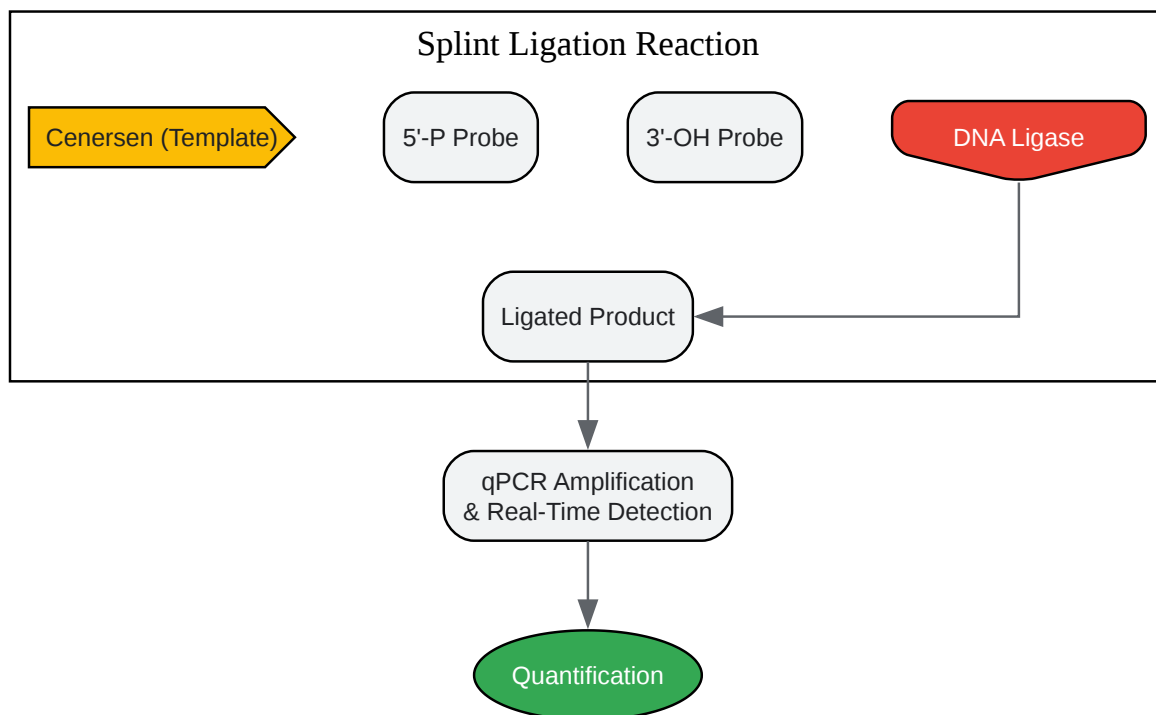 Splint Ligation Reaction
Cenersen (Template)
5'-P Probe
3'-OH Probe
DNA Ligase
Ligated Product
qPCR Amplification
& Real-Time Detection
Quantification